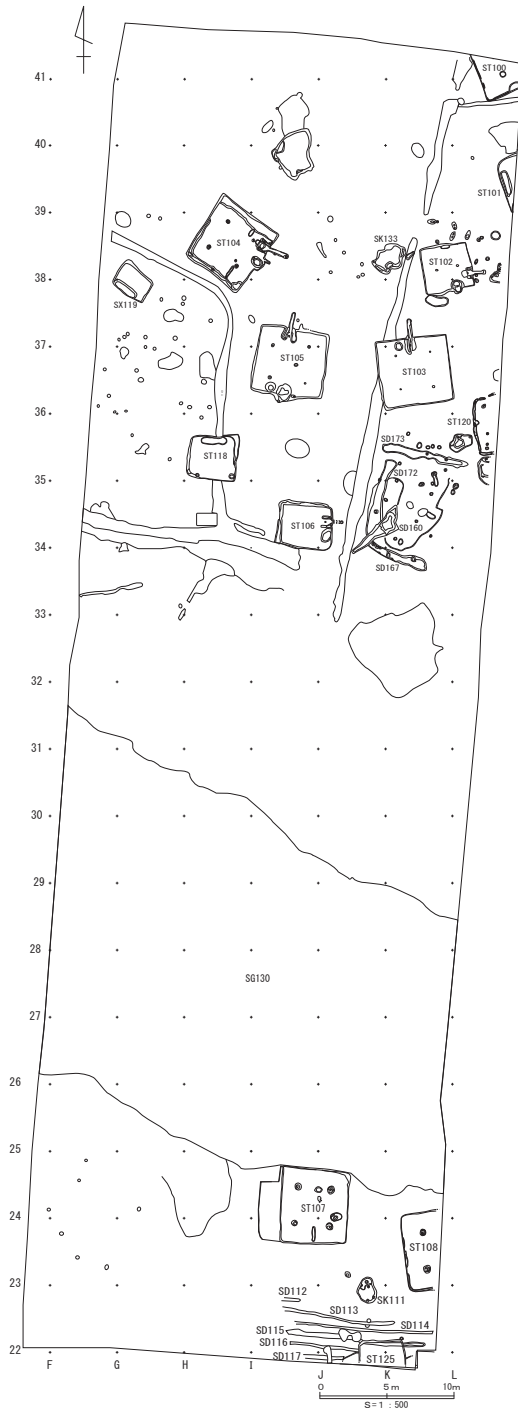 41
ST100
40
ST101
39
ST104
SK133
ST102
38
SX119
37
ST105
ST103
36
ST120
SD173
ST118
35
SD172
ST106
SD160
34
SD167
33
32
31
30
29
28
SG130
27
26
25
24
ST107
ST108
23
SD112
SK111
SD113
SD114
SD115
SD116
22
SD117
ST125
F G H I J K L
0 5m 10m
S=1:500